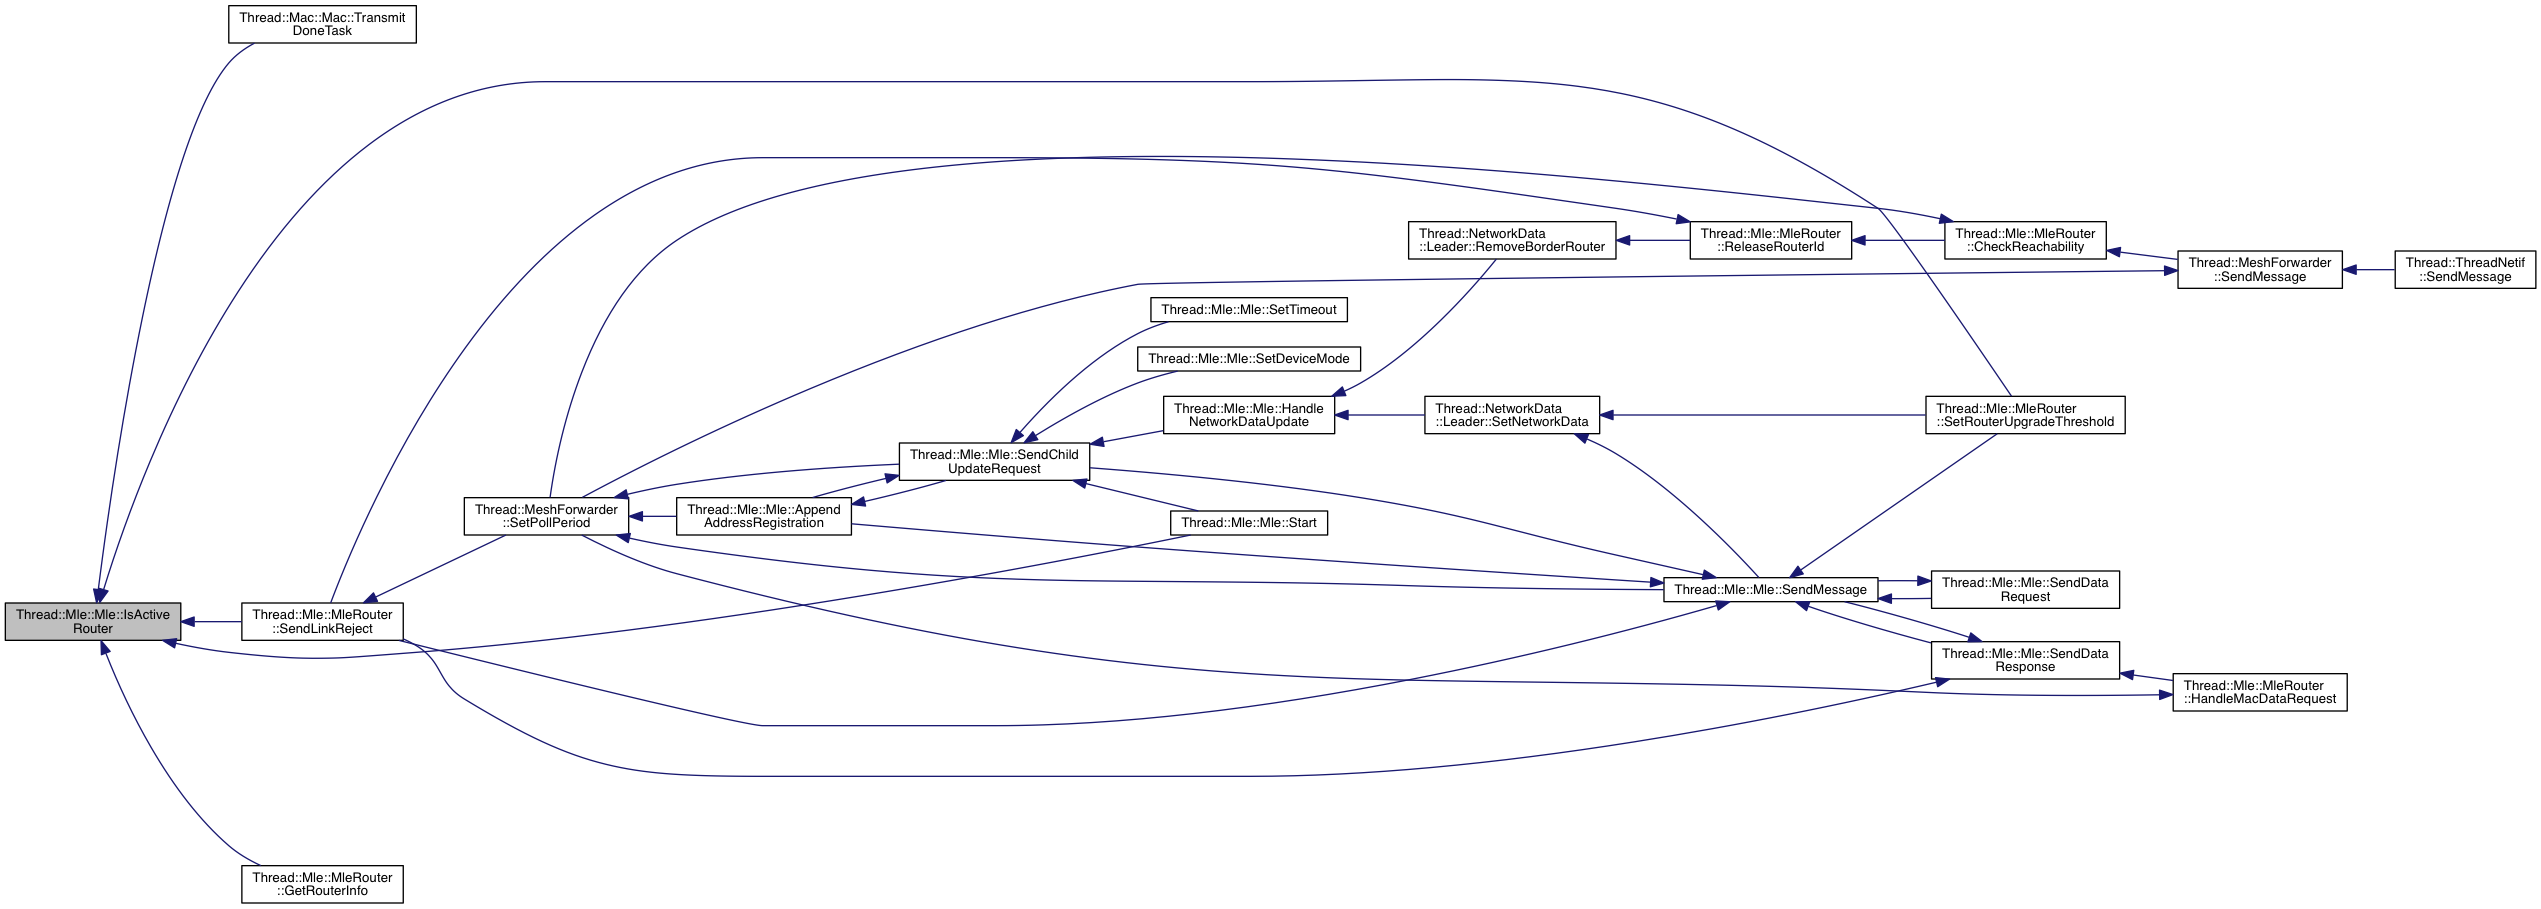 Thread::Mac::Mac::Transmit
DoneTask
Thread::NetworkData
::Leader::RemoveBorderRouter
Thread::Mle::MleRouter
::ReleaseRouterId
Thread::Mle::MleRouter
::CheckReachability
Thread::MeshForwarder
::SendMessage
Thread::ThreadNetif
::SendMessage
Thread::Mle::Mle::SetTimeout
Thread::Mle::Mle::SetDeviceMode
Thread::Mle::Mle::Handle
NetworkDataUpdate
Thread::NetworkData
::Leader::SetNetworkData
Thread::Mle::MleRouter
::SetRouterUpgradeThreshold
Thread::Mle::Mle::SendChild
UpdateRequest
Thread::MeshForwarder
::SetPollPeriod
Thread::Mle::Mle::Append
AddressRegistration
Thread::Mle::Mle::Start
Thread::Mle::Mle::SendMessage
Thread::Mle::Mle::SendData
Request
Thread::Mle::Mle::IsActive
Router
Thread::Mle::MleRouter
::SendLinkReject
Thread::Mle::Mle::SendData
Response
Thread::Mle::MleRouter
::HandleMacDataRequest
Thread::Mle::MleRouter
::GetRouterInfo